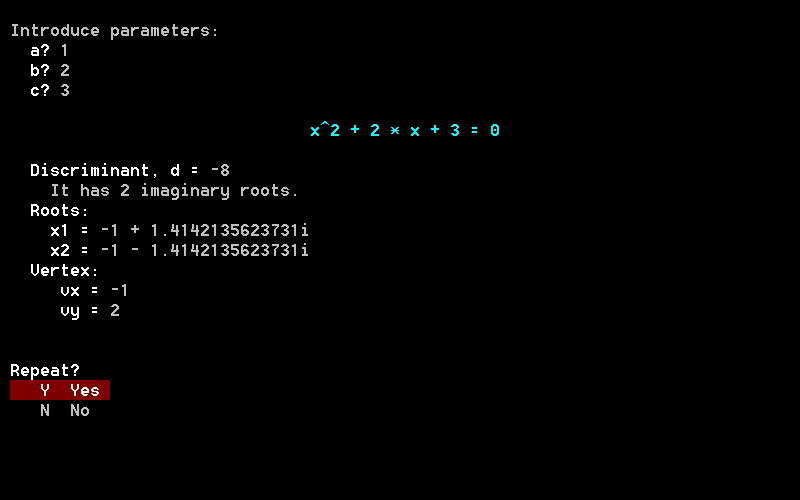 Introduce parameters:
a? 1
b? 2
c? 3
x^2 + 2 * x + 3 = 0
Discriminant, d = -8
It has 2 imaginary roots.
Roots:
x1 = -1 + 1.4142135623731i
x2 = -1 - 1.4142135623731i
Vertex:
vx = -1
vy = 2
Repeat?
Y Yes
N No